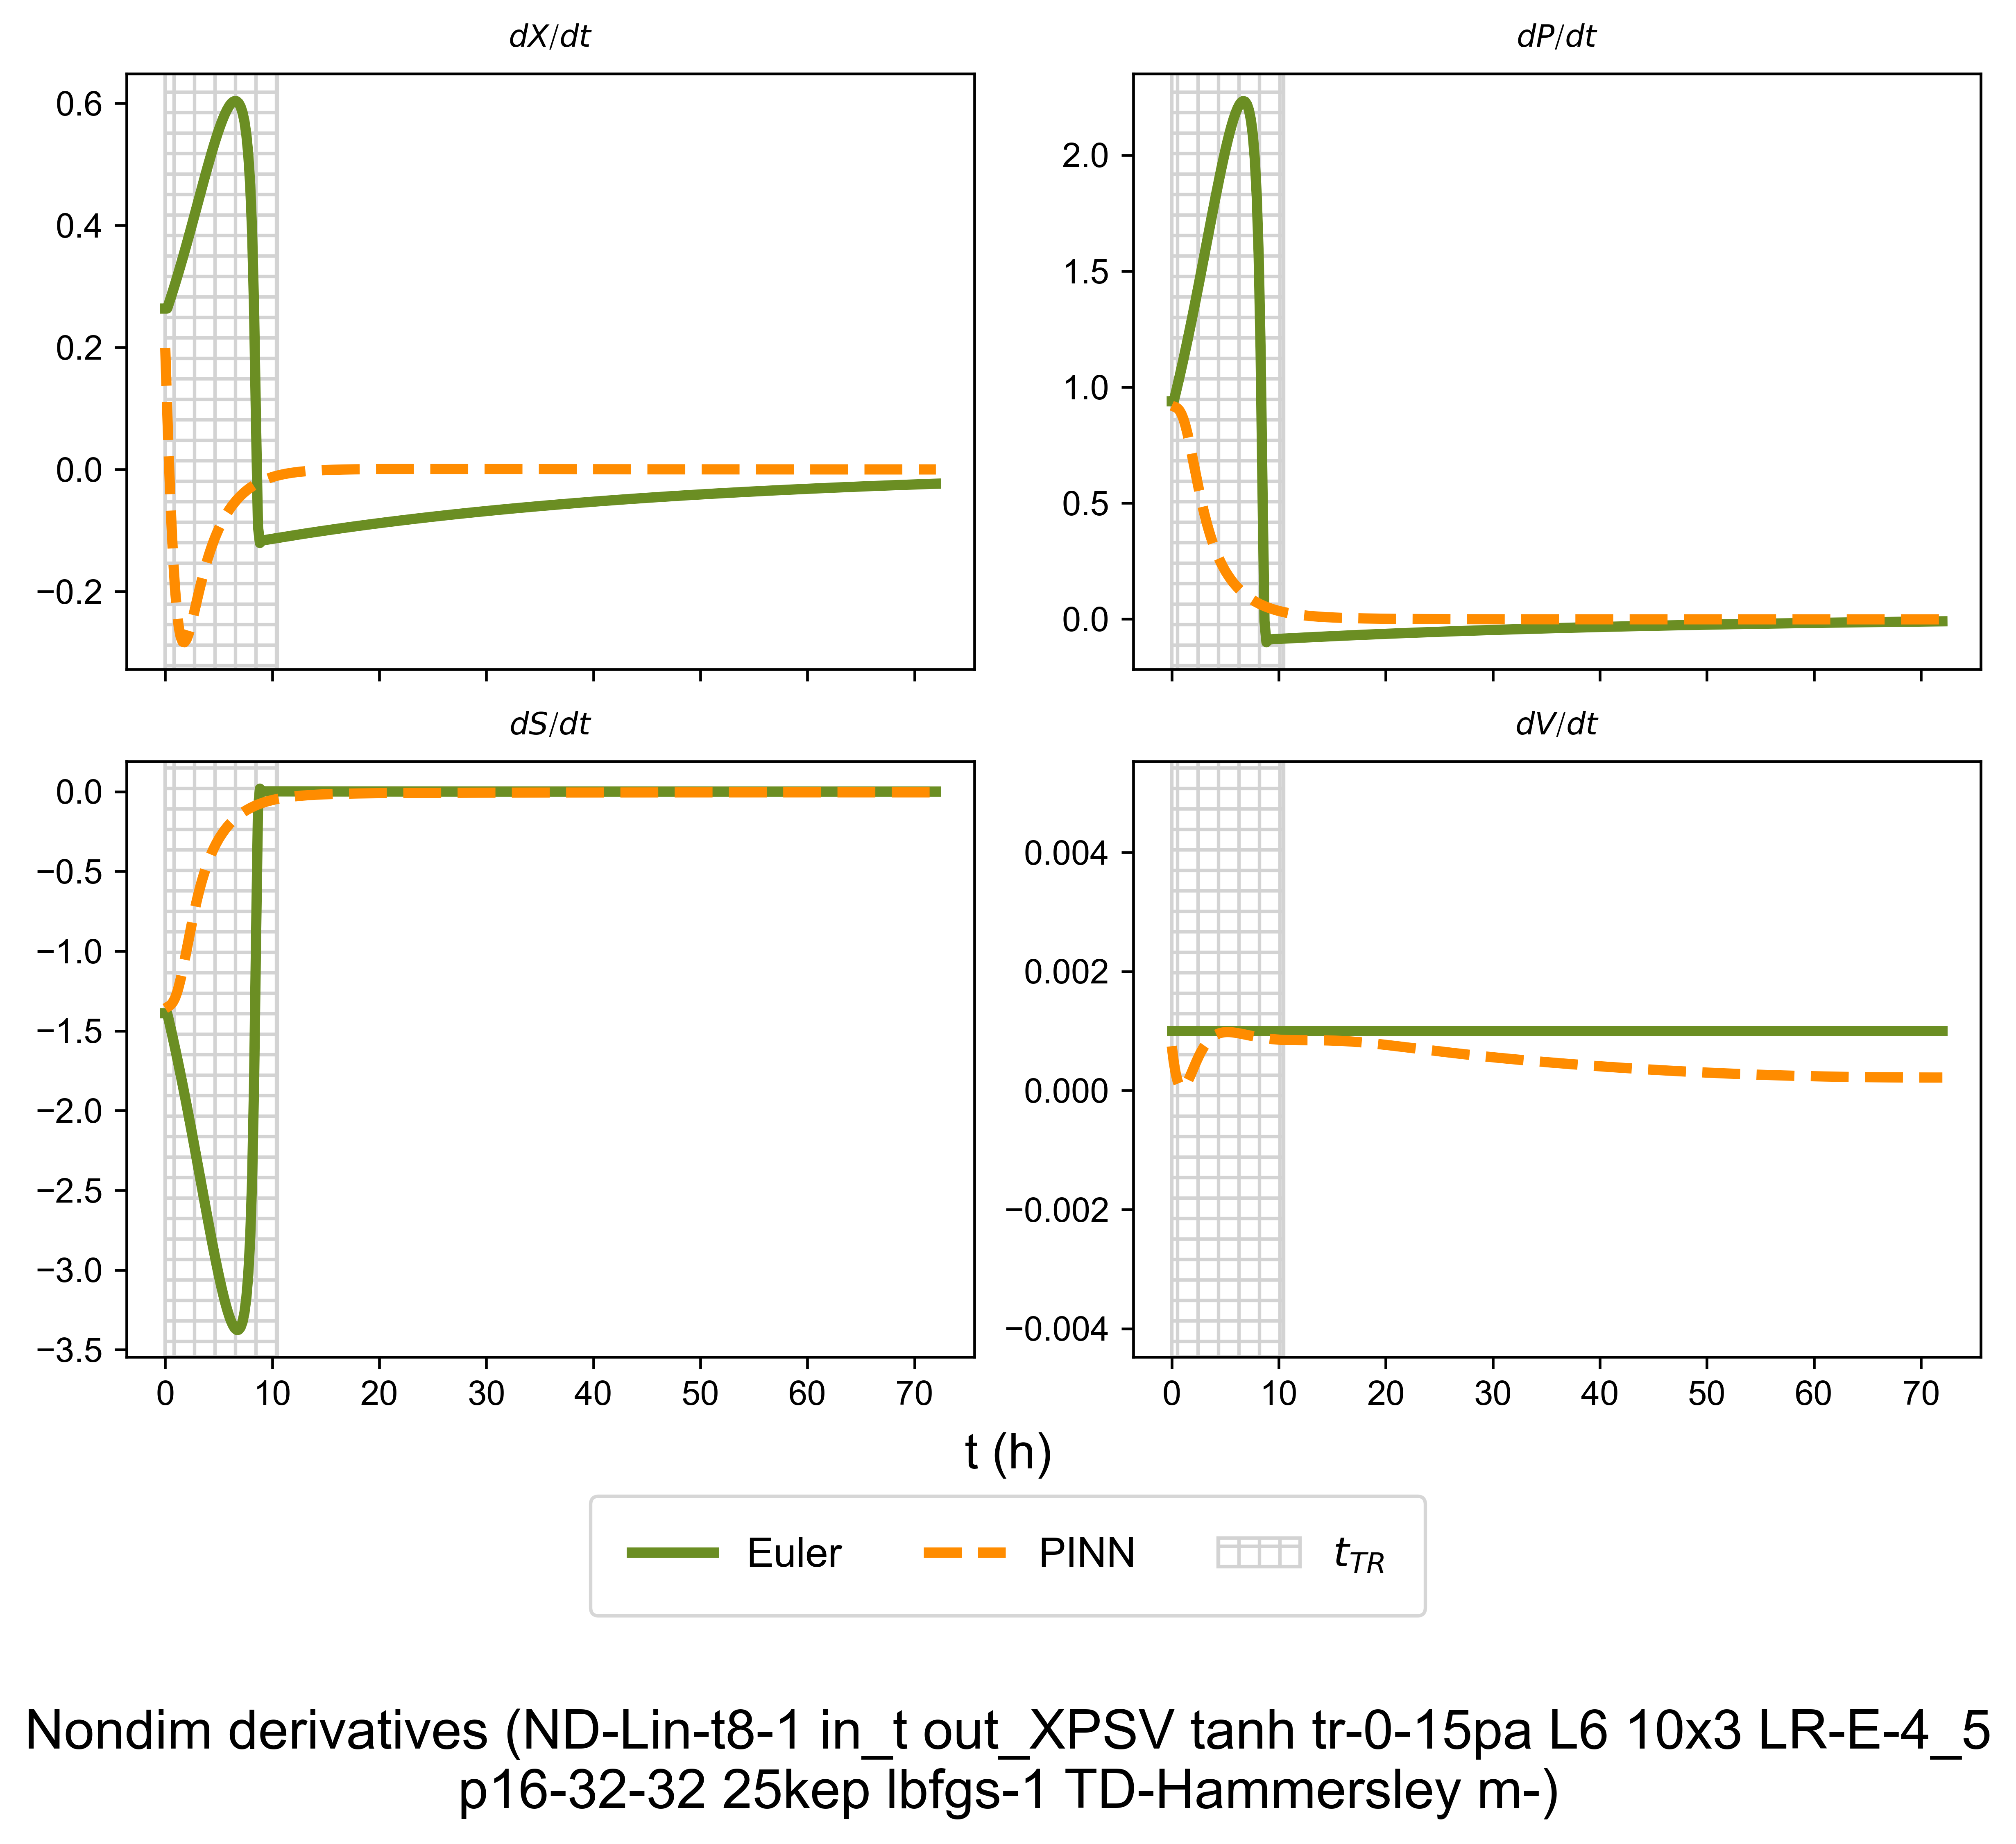 dX/dt
dP/dt
0.6
0.4
0.2
0.0
−0.2
2.0
1.5
1.0
0.5
0.0
dS/dt
dV/dt
0.0
−0.5
−1.0
−1.5
−2.0
−2.5
−3.0
−3.5
0.004
0.002
0.000
−0.002
−0.004
0 10 20 30 40 50 60 70
0 10 20 30 40 50 60 70
t (h)
Euler PINN t_TR
Nondim derivatives (ND-Lin-t8-1 in_t out_XPSV tanh tr-0-15pa L6 10x3 LR-E-4_5
p16-32-32 25kep lbfgs-1 TD-Hammersley m-)